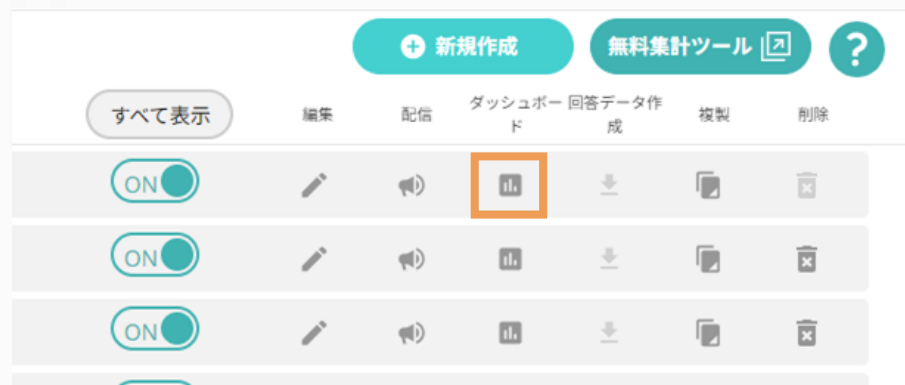 新規作成
無料集計ツール
?
すべて表示
編集
配信
ダッシュボー
ド
回答データ作
成
複製
削除
ON
ON
ON